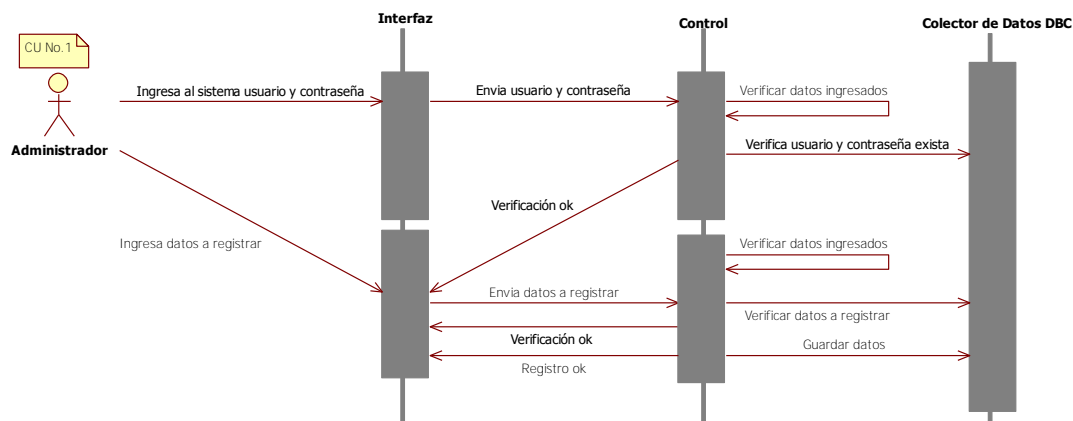 Interfaz
Control
Colector de Datos DBC
CU No.1
Administrador
Ingresa al sistema usuario y contraseña
Envia usuario y contraseña
Verificar datos ingresados
Verifica usuario y contraseña exista
Verificación ok
Ingresa datos a registrar
Verificar datos ingresados
Envia datos a registrar
Verificar datos a registrar
Verificación ok
Guardar datos
Registro ok